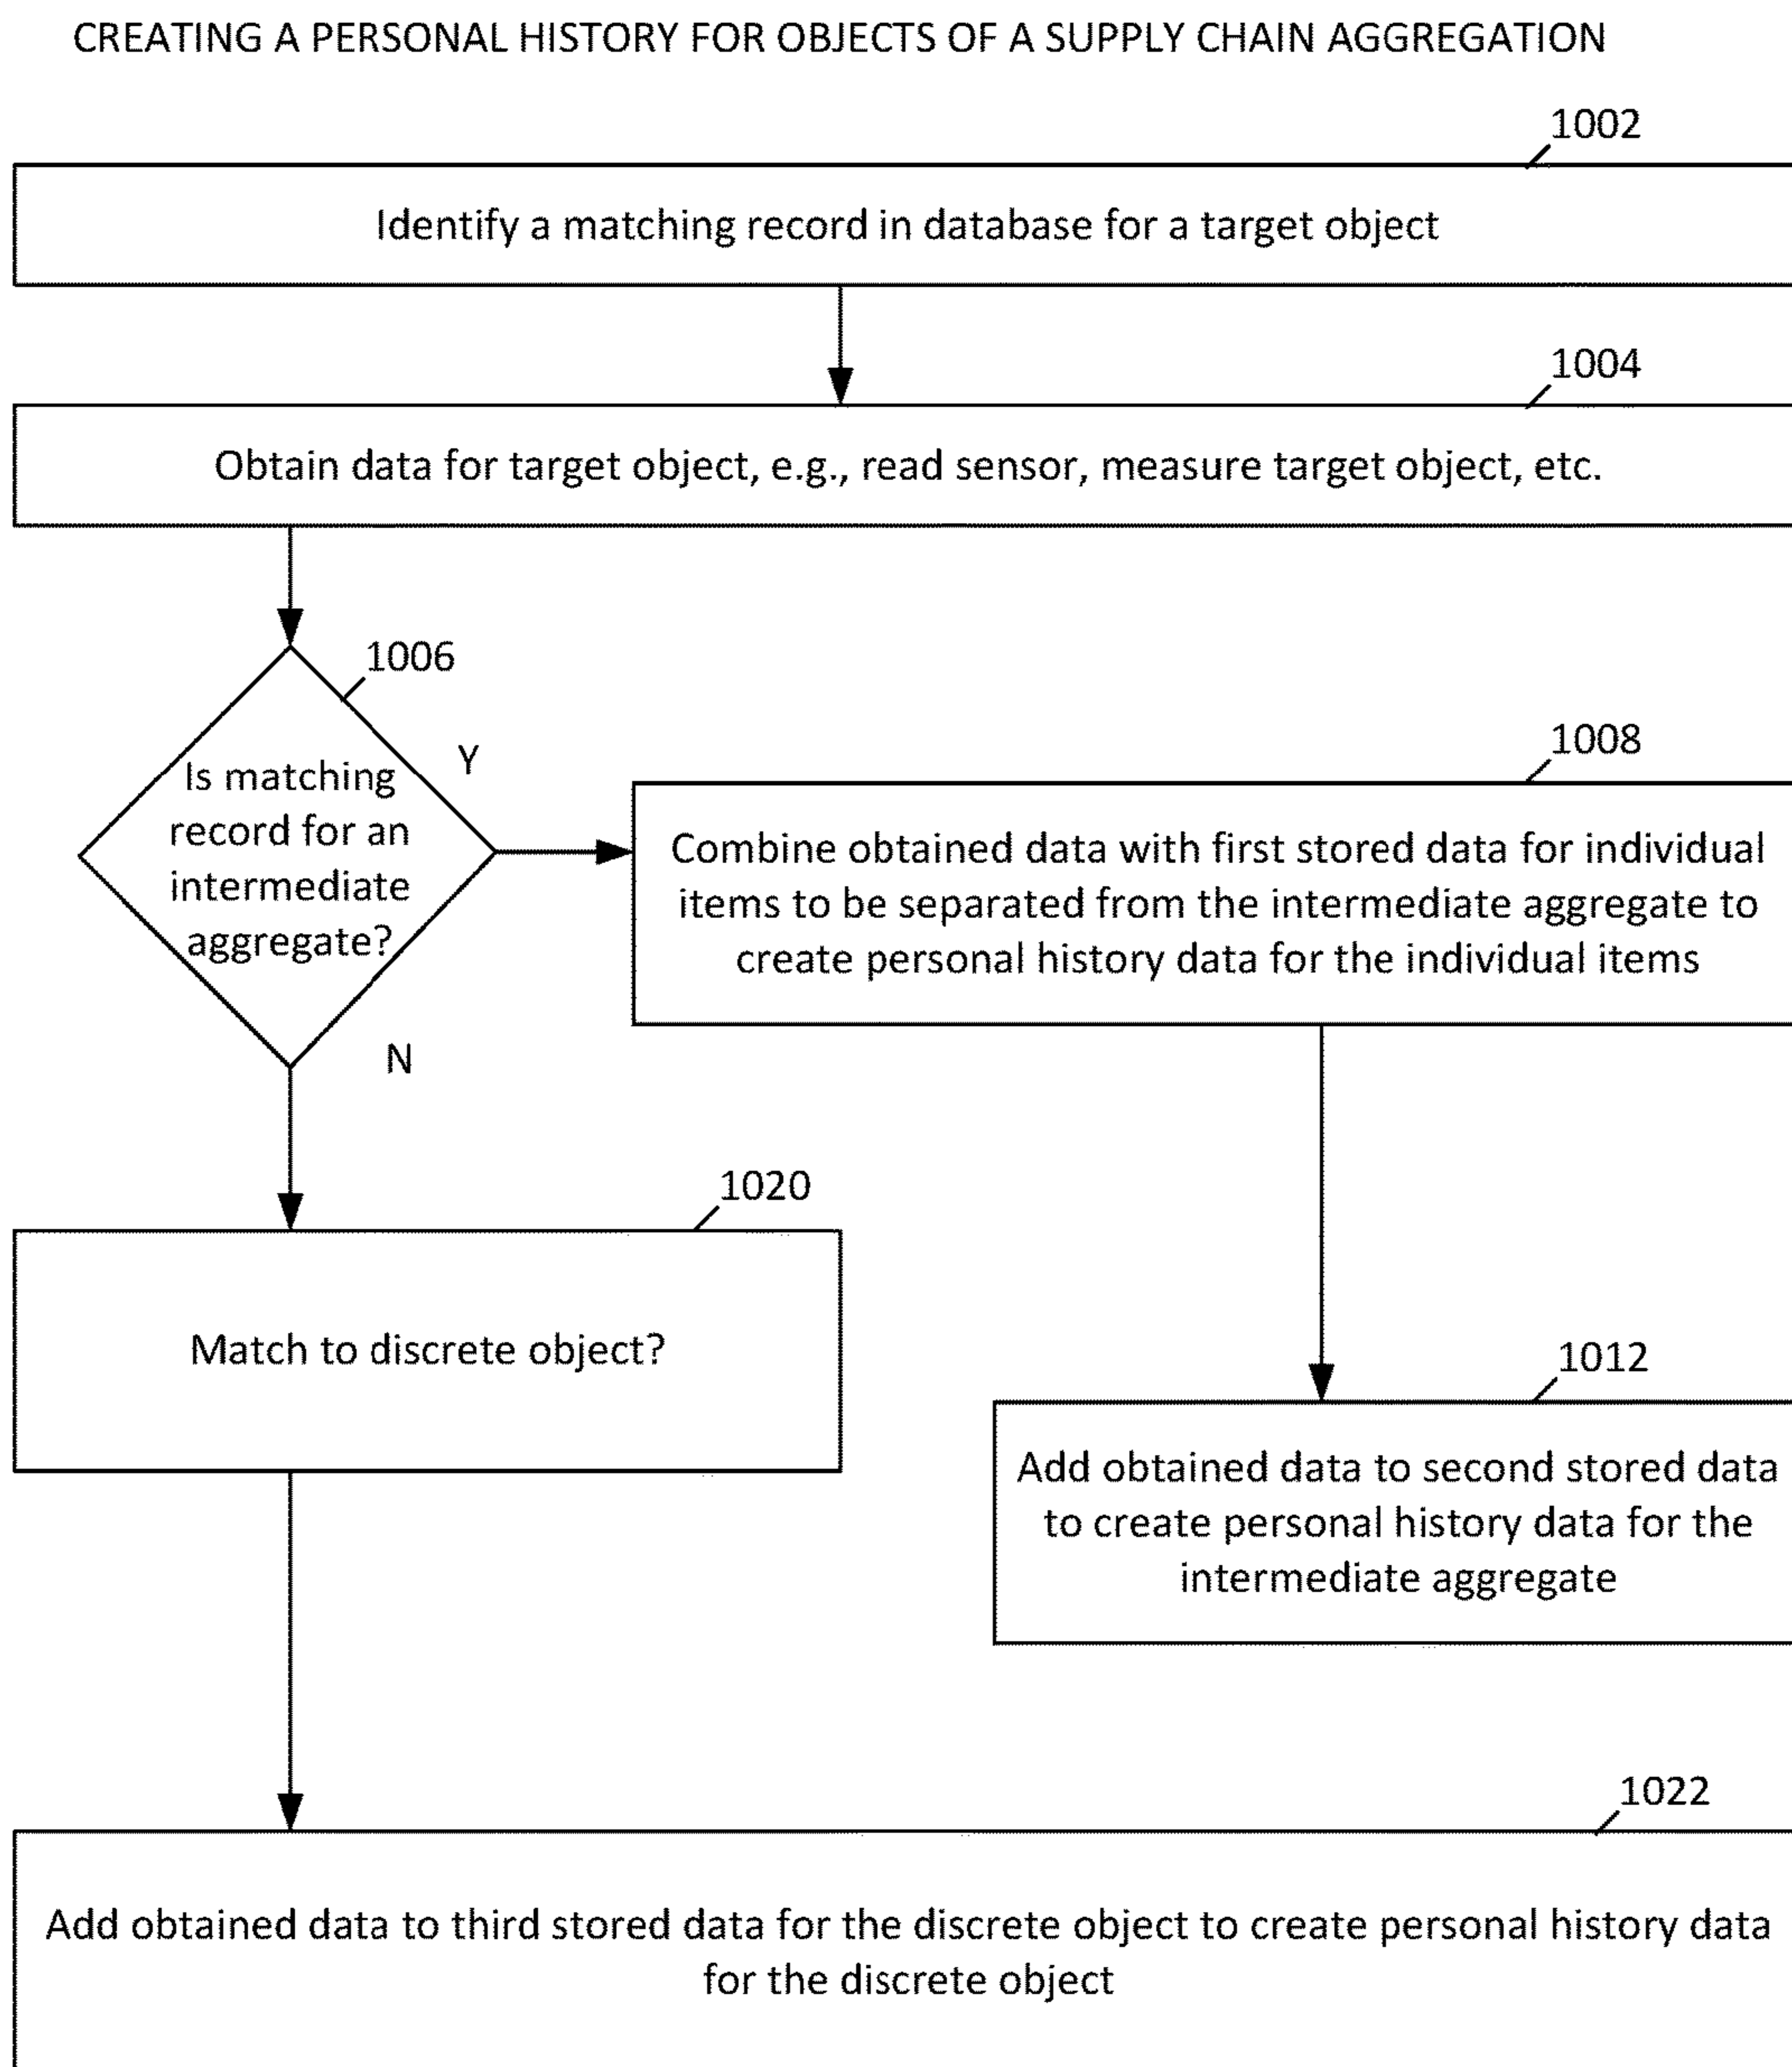 CREATING A PERSONAL HISTORY FOR OBJECTS OF A SUPPLY CHAIN AGGREGATION
1002
Identify a matching record in database for a target object
1004
Obtain data for target object, e.g., read sensor, measure target object, etc.
1006
Is matching
record for an
intermediate
aggregate?
Y
N
1008
Combine obtained data with first stored data for individual
items to be separated from the intermediate aggregate to
create personal history data for the individual items
1020
Match to discrete object?
1012
Add obtained data to second stored data
to create personal history data for the
intermediate aggregate
1022
Add obtained data to third stored data for the discrete object to create personal history data
for the discrete object